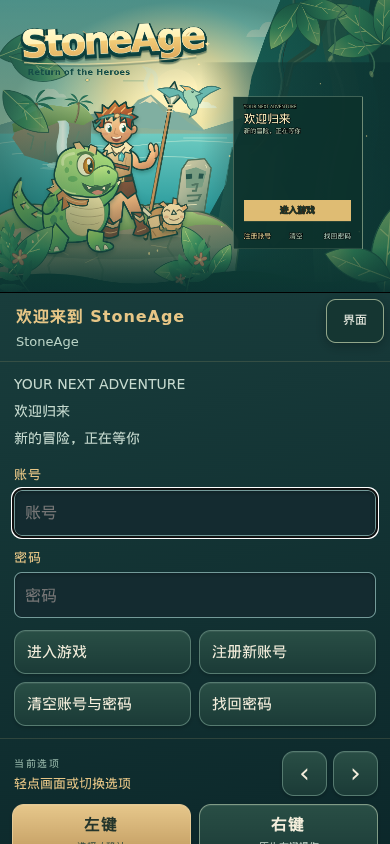 StoneAge
Return of the Heroes
YOUR NEXT ADVENTURE
欢迎归来
新的冒险，正在等你
进入游戏
注册账号 清空 找回密码
欢迎来到 StoneAge
StoneAge
界面
YOUR NEXT ADVENTURE
欢迎归来
新的冒险，正在等你
账号
账号
密码
密码
进入游戏 注册新账号
清空账号与密码 找回密码
当前选项
轻点画面或切换选项
左键 右键